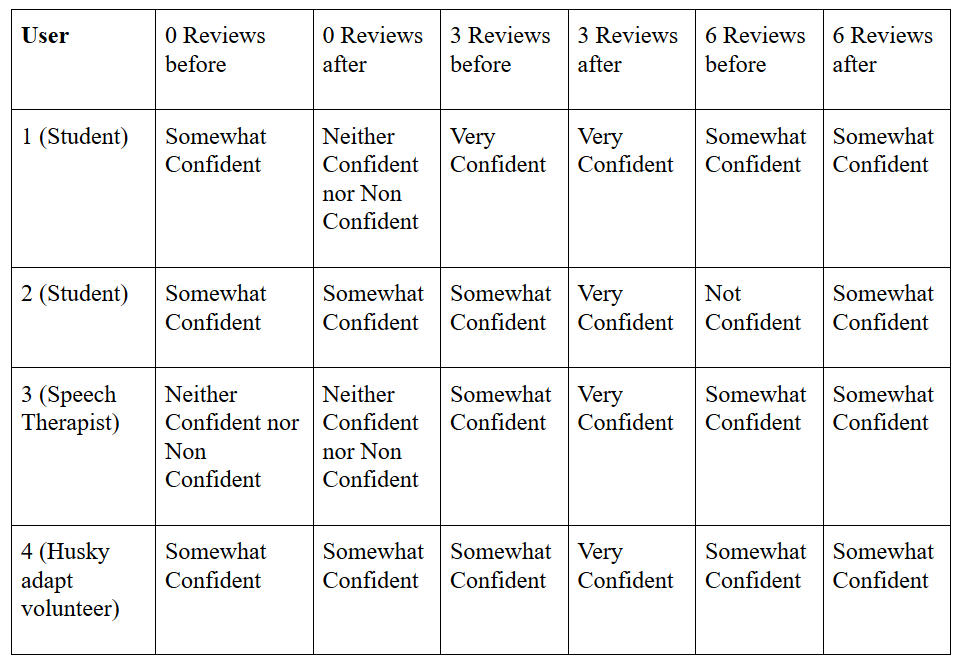 User 0 Reviews before 0 Reviews after 3 Reviews before 3 Reviews after 6 Reviews before 6 Reviews after
1 (Student) Somewhat Confident Neither Confident nor Non Confident Very Confident Very Confident Somewhat Confident Somewhat Confident
2 (Student) Somewhat Confident Somewhat Confident Somewhat Confident Very Confident Not Confident Somewhat Confident
3 (Speech Therapist) Neither Confident nor Non Confident Neither Confident nor Non Confident Somewhat Confident Very Confident Somewhat Confident Somewhat Confident
4 (Husky adapt volunteer) Somewhat Confident Somewhat Confident Somewhat Confident Very Confident Somewhat Confident Somewhat Confident